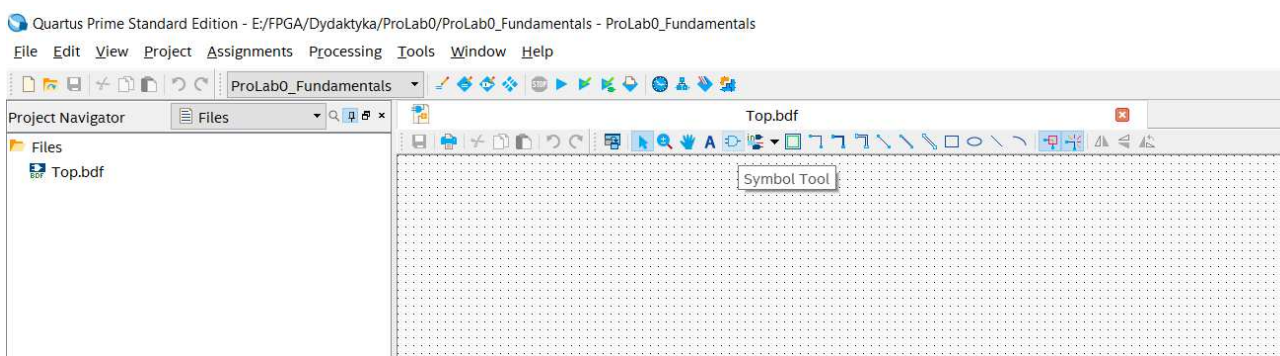 Quartus Prime Standard Edition - E:/FPGA/Dydaktyka/ProLab0/ProLab0_Fundamentals - ProLab0_Fundamentals
File Edit View Project Assignments Processing Tools Window Help
ProLab0_Fundamentals
Project Navigator Files
Top.bdf
Files
Top.bdf
Symbol Tool